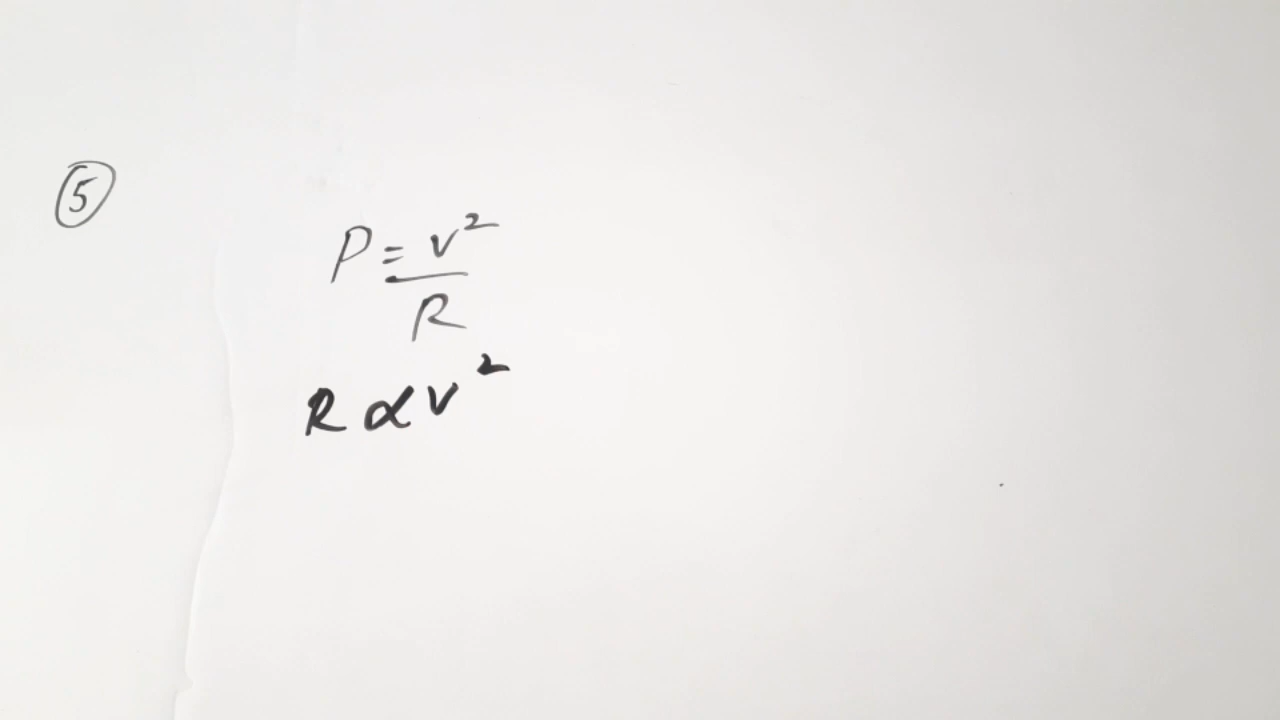 ⑤
P = v²
R
R ∝ v²